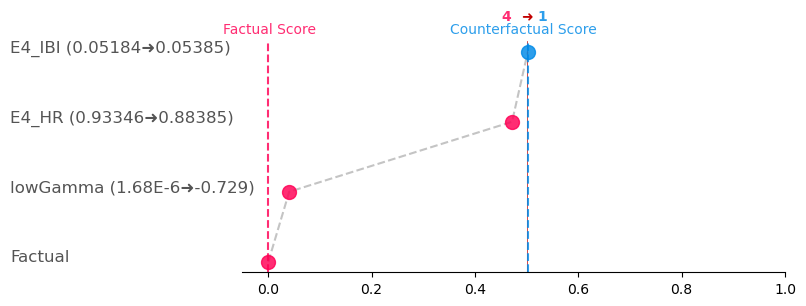 4 ➜ 1
Factual Score Counterfactual Score
E4_IBI (0.05184➜0.05385)
E4_HR (0.93346➜0.88385)
lowGamma (1.68E-6➜-0.729)
Factual
0.0 0.2 0.4 0.6 0.8 1.0